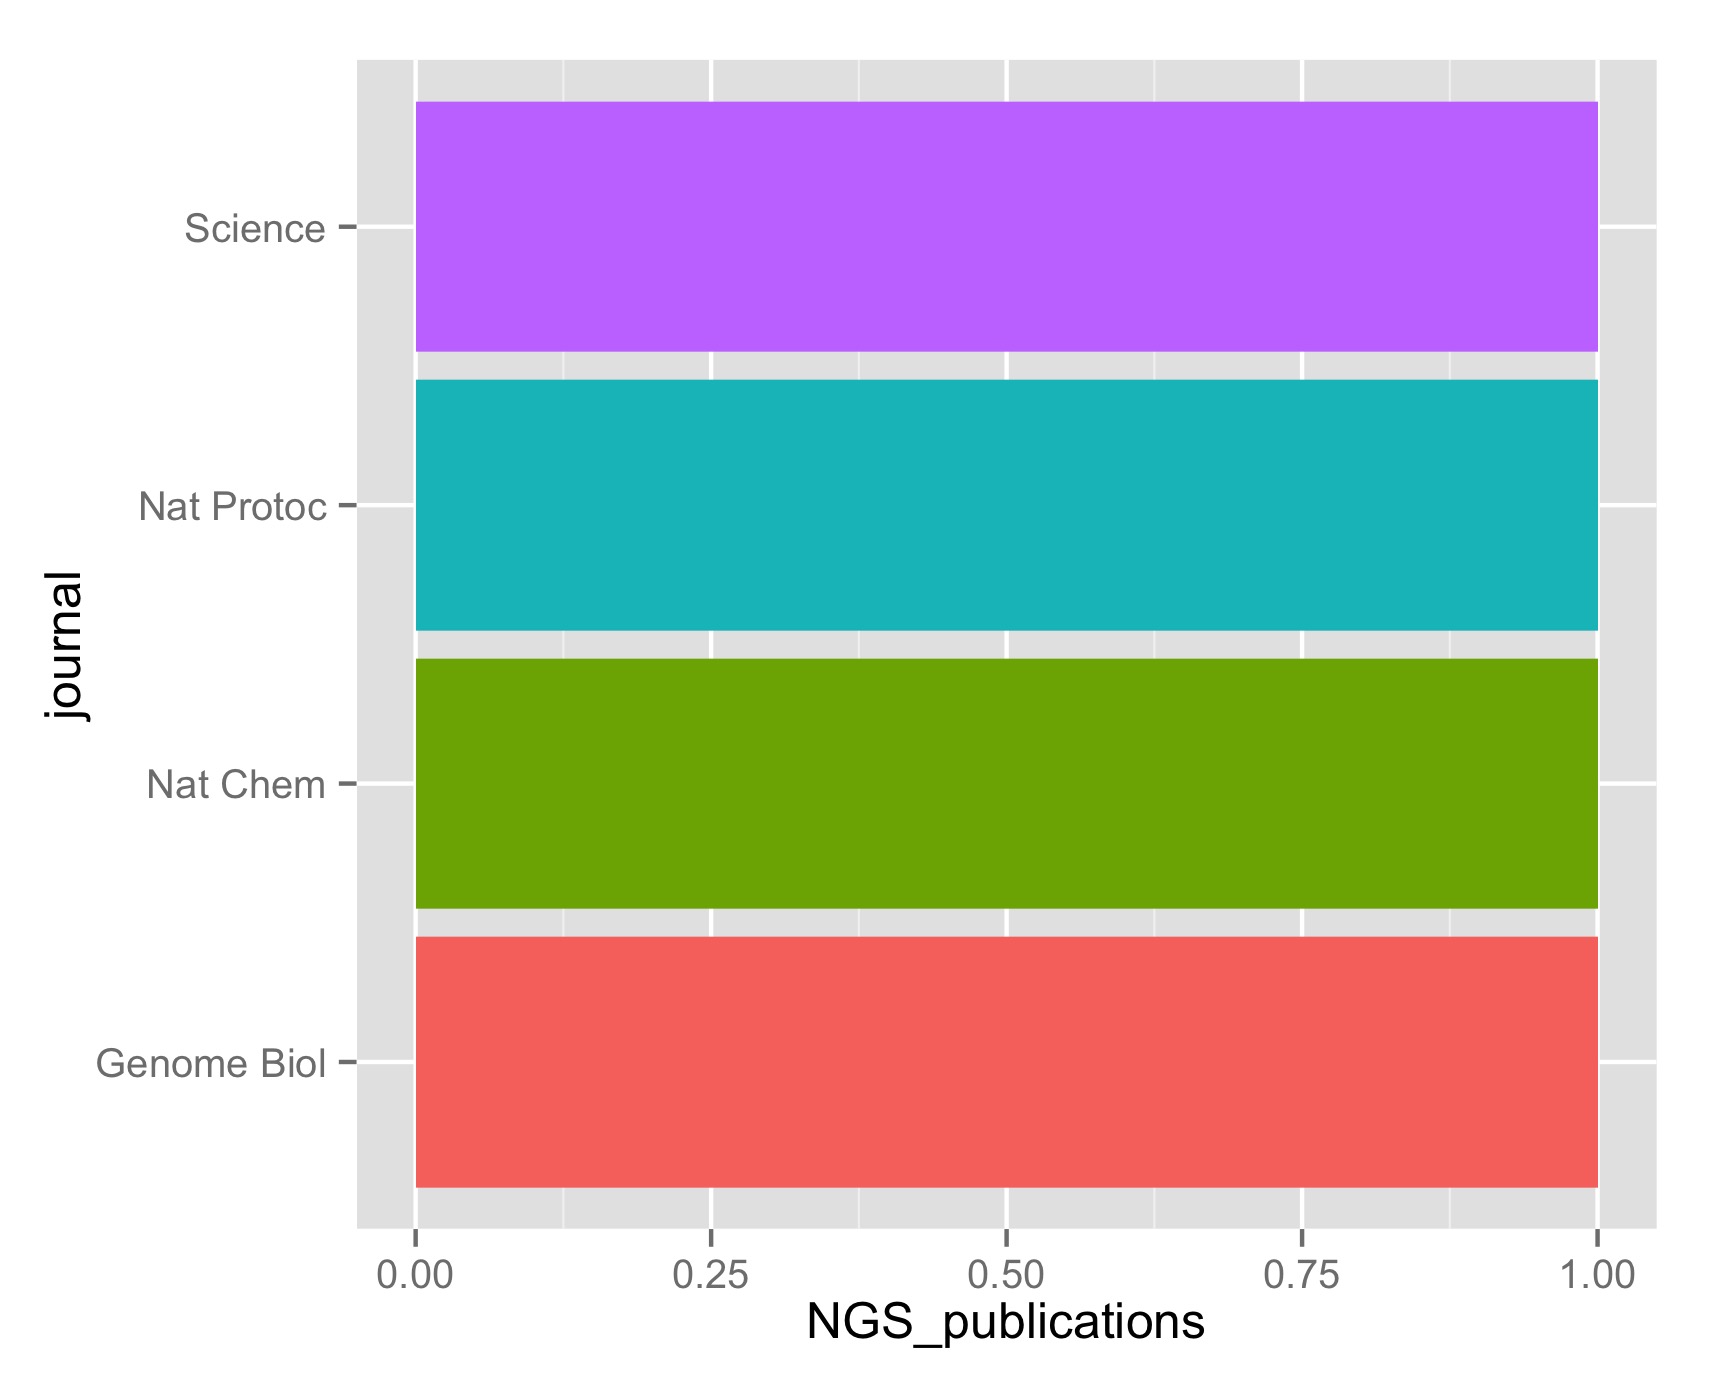 journal
Science
Nat Protoc
Nat Chem
Genome Biol
0.00 0.25 0.50 0.75 1.00
NGS_publications